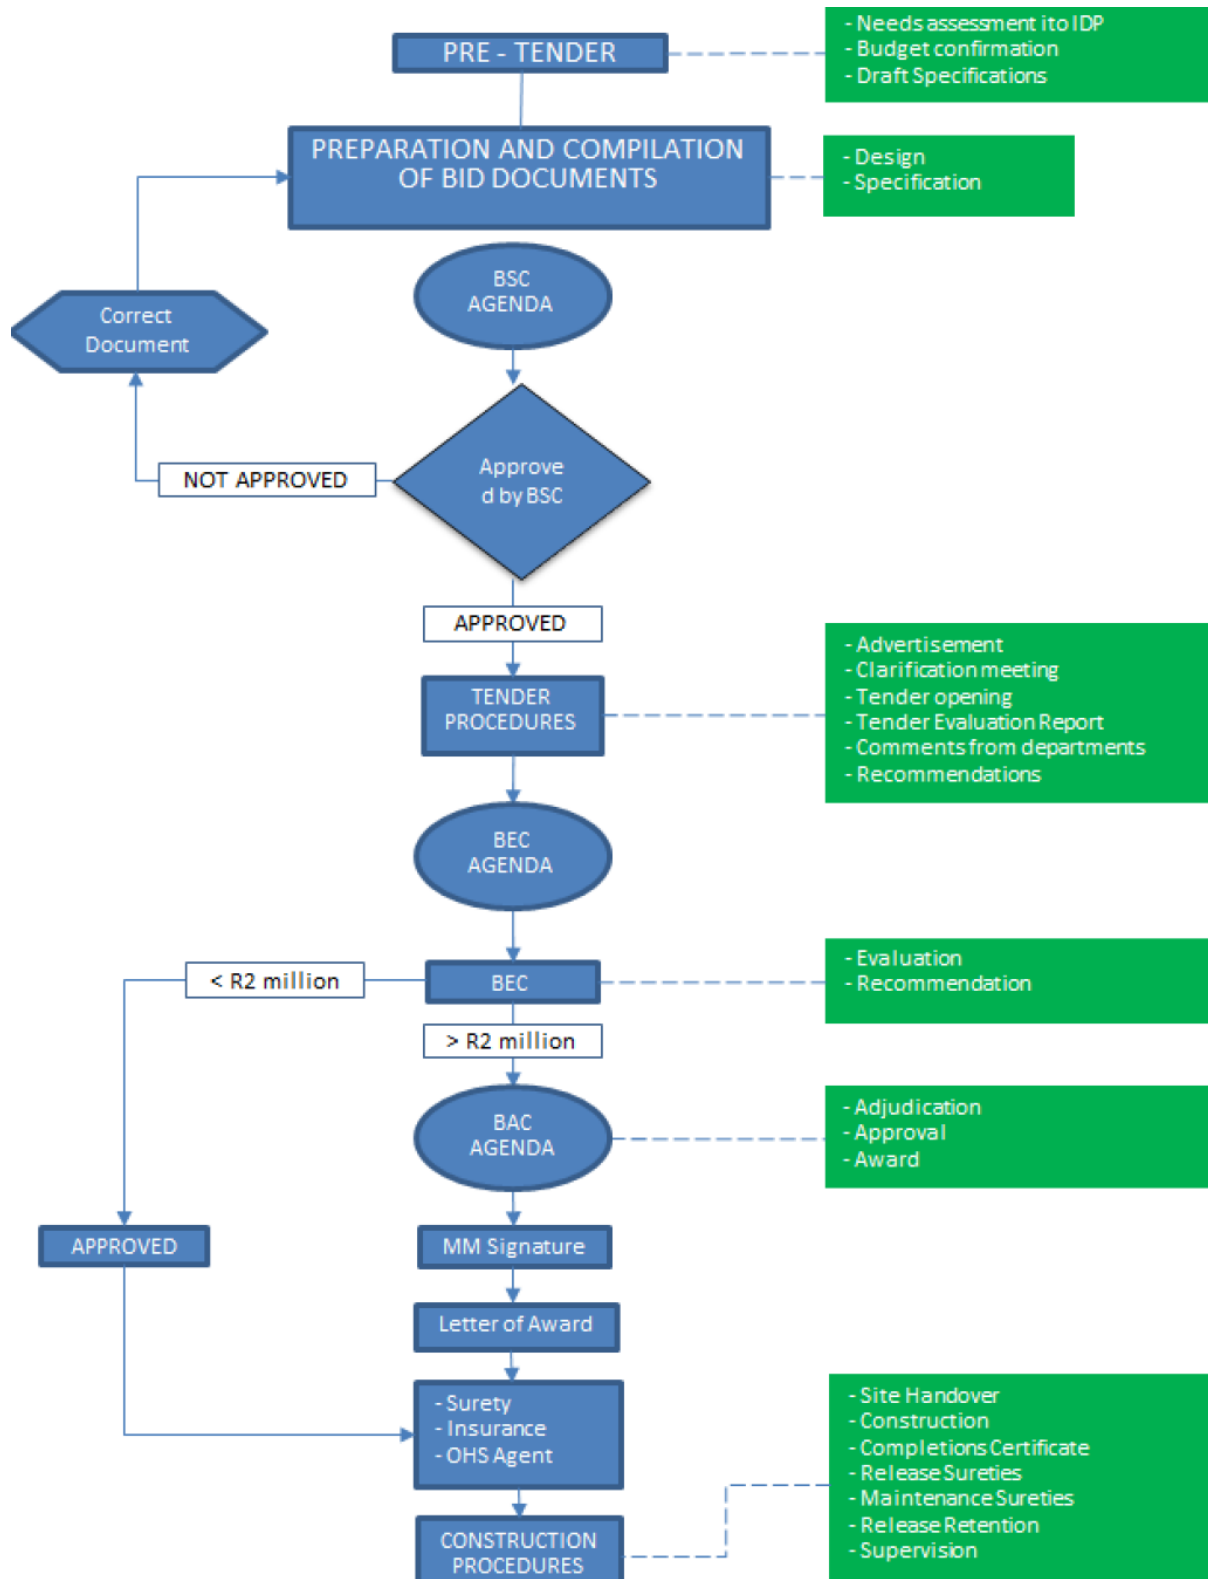 PRE - TENDER
- Needs assessment ito IDP
- Budget confirmation
- Draft Specifications
PREPARATION AND COMPILATION
OF BID DOCUMENTS
- Design
- Specification
BSC
AGENDA
Correct
Document
NOT APPROVED
Approve
d by BSC
APPROVED
TENDER
PROCEDURES
- Advertisement
- Clarification meeting
- Tender opening
- Tender Evaluation Report
- Comments from departments
- Recommendations
BEC
AGENDA
< R2 million
BEC
- Evaluation
- Recommendation
> R2 million
BAC
AGENDA
- Adjudication
- Approval
- Award
APPROVED
MM Signature
Letter of Award
- Surety
- Insurance
- OHS Agent
- Site Handover
- Construction
- Completions Certificate
- Release Sureties
- Maintenance Sureties
- Release Retention
- Supervision
CONSTRUCTION
PROCEDURES